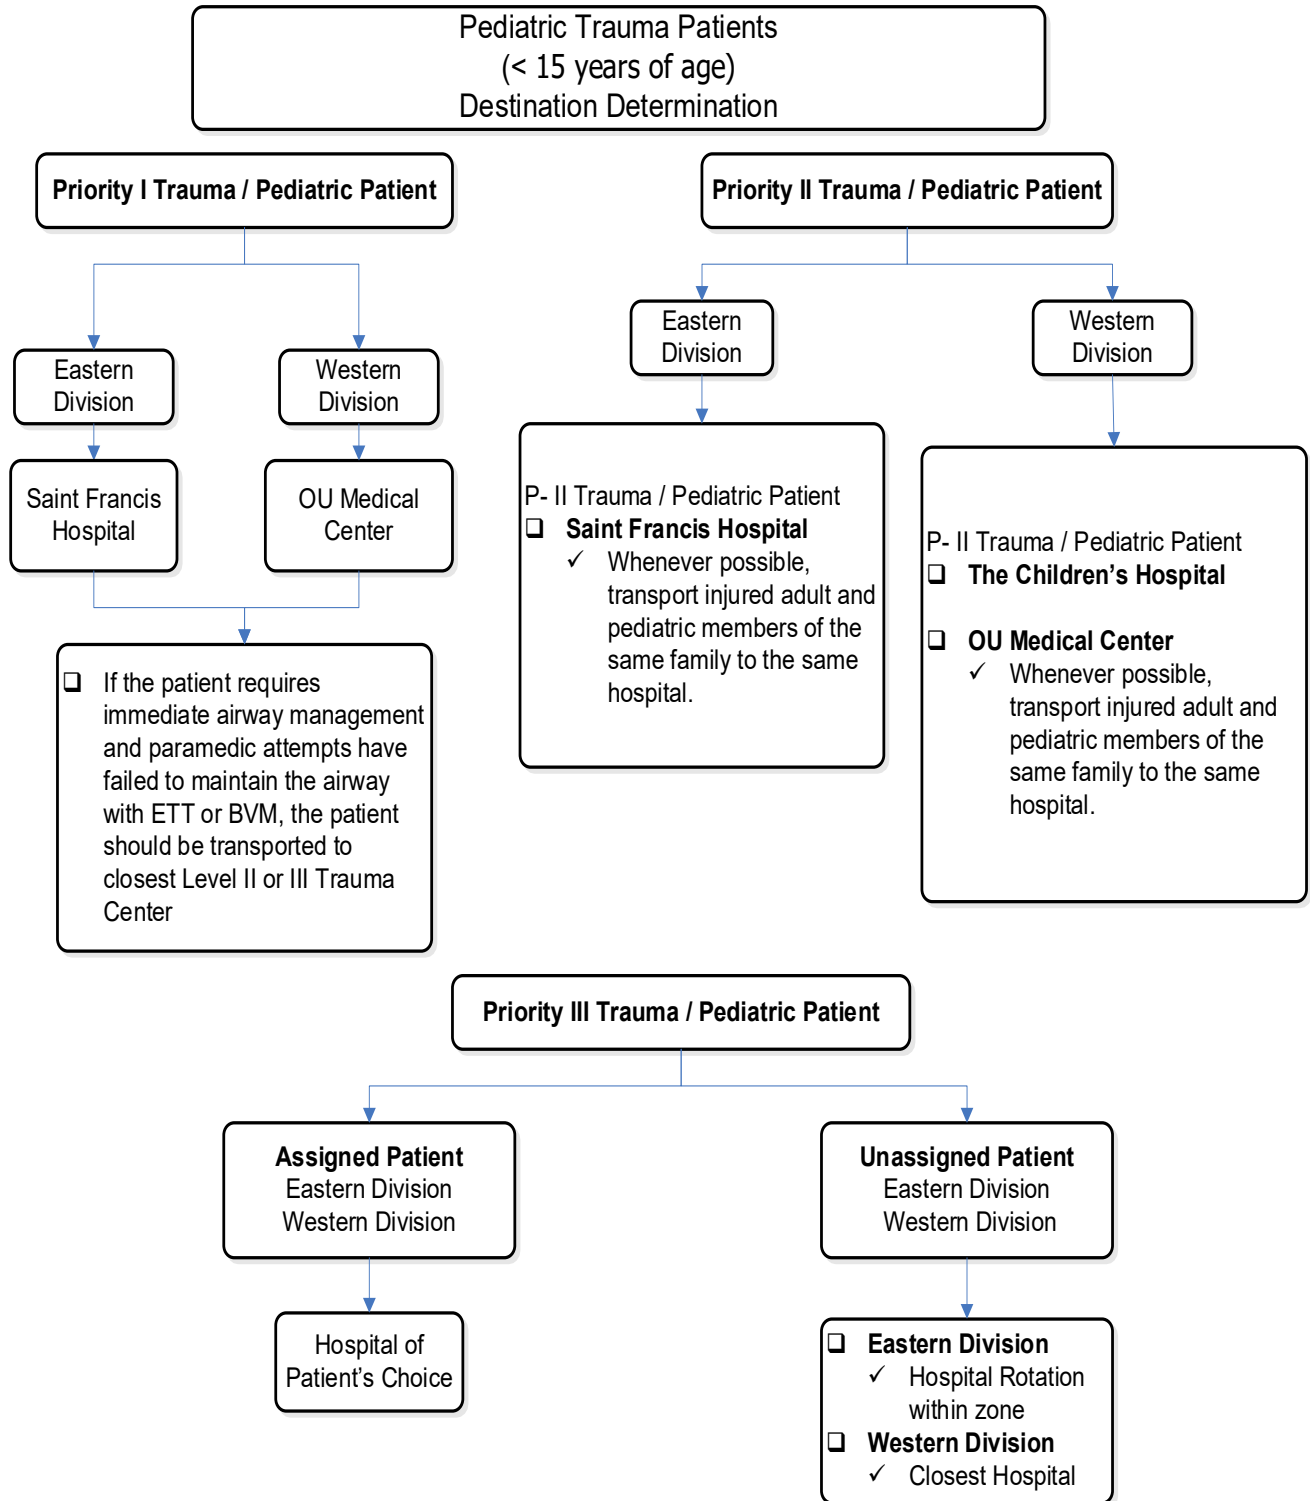 Pediatric Trauma Patients
(< 15 years of age)
Destination Determination
Priority I Trauma / Pediatric Patient
Eastern
Division
Western
Division
Saint Francis
Hospital
OU Medical
Center
❑ If the patient requires
immediate airway management
and paramedic attempts have
failed to maintain the airway
with ETT or BVM, the patient
should be transported to
closest Level II or III Trauma
Center
Priority II Trauma / Pediatric Patient
Eastern
Division
Western
Division
P- II Trauma / Pediatric Patient
❑ Saint Francis Hospital
✓ Whenever possible,
transport injured adult and
pediatric members of the
same family to the same
hospital.
P- II Trauma / Pediatric Patient
❑ The Children’s Hospital
❑ OU Medical Center
✓ Whenever possible,
transport injured adult and
pediatric members of the
same family to the same
hospital.
Priority III Trauma / Pediatric Patient
Assigned Patient
Eastern Division
Western Division
Hospital of
Patient’s Choice
Unassigned Patient
Eastern Division
Western Division
❑ Eastern Division
✓ Hospital Rotation
within zone
❑ Western Division
✓ Closest Hospital